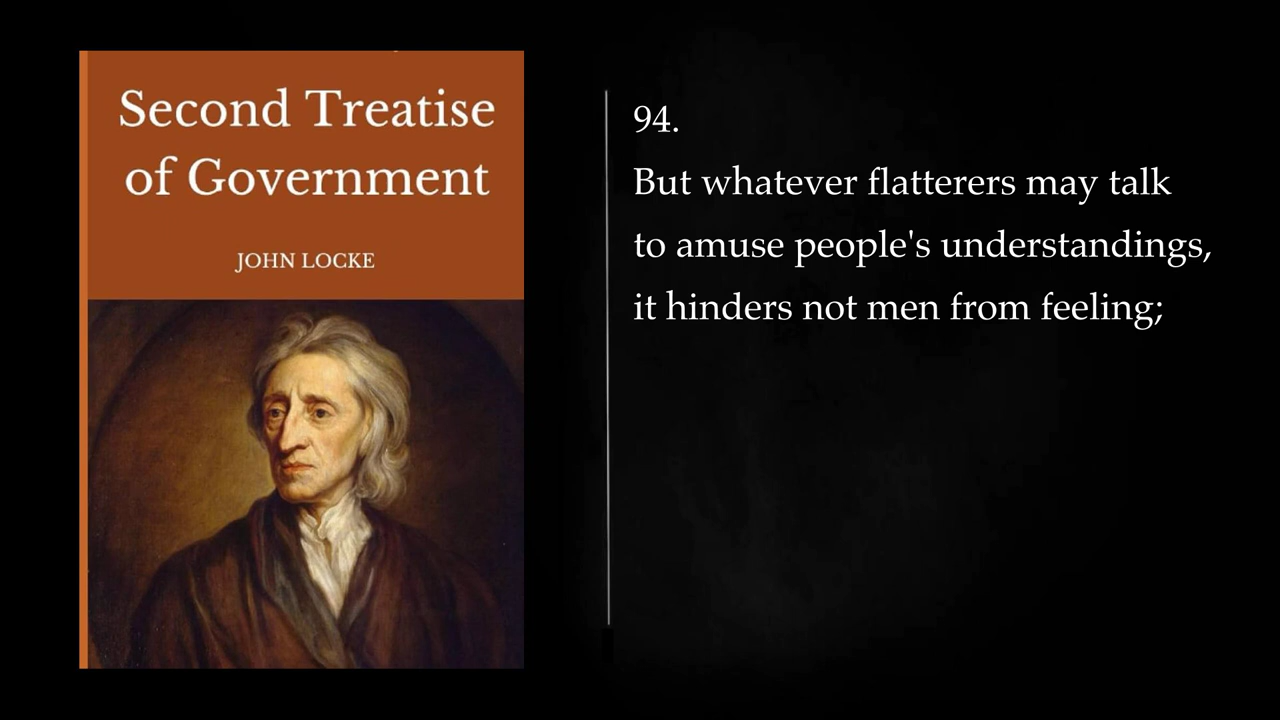 Second Treatise
of Government
JOHN LOCKE
94.
But whatever flatterers may talk
to amuse people's understandings,
it hinders not men from feeling;